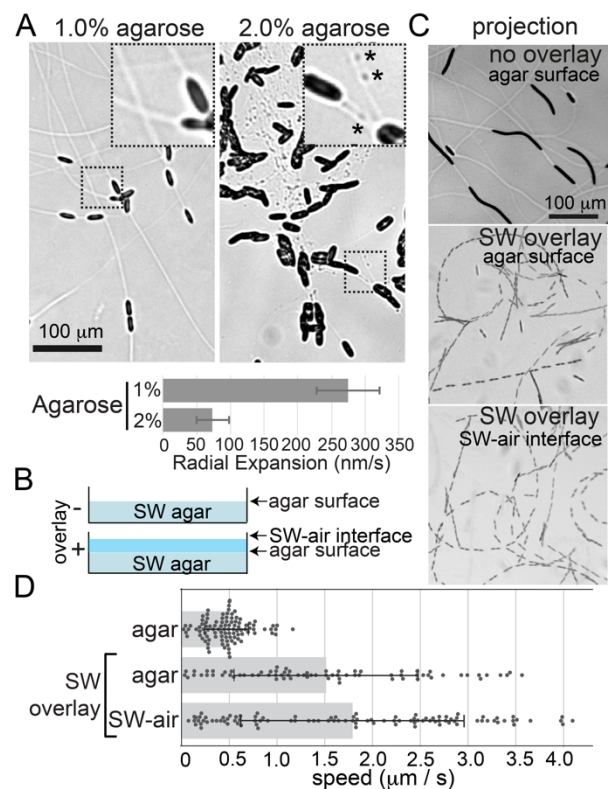 A
1.0% agarose
2.0% agarose
*
*
*
100 μm
Agarose
1%
2%
0 50 100 150 200 250 300 350
Radial Expansion (nm/s)
B
overlay
-
SW agar
agar surface
+
SW agar
SW-air interface
agar surface
C
projection
no overlay
agar surface
100 μm
SW overlay
agar surface
SW overlay
SW-air interface
D
agar
SW
overlay
agar
SW-air
0 0.5 1.0 1.5 2.0 2.5 3.0 3.5 4.0
speed (μm / s)